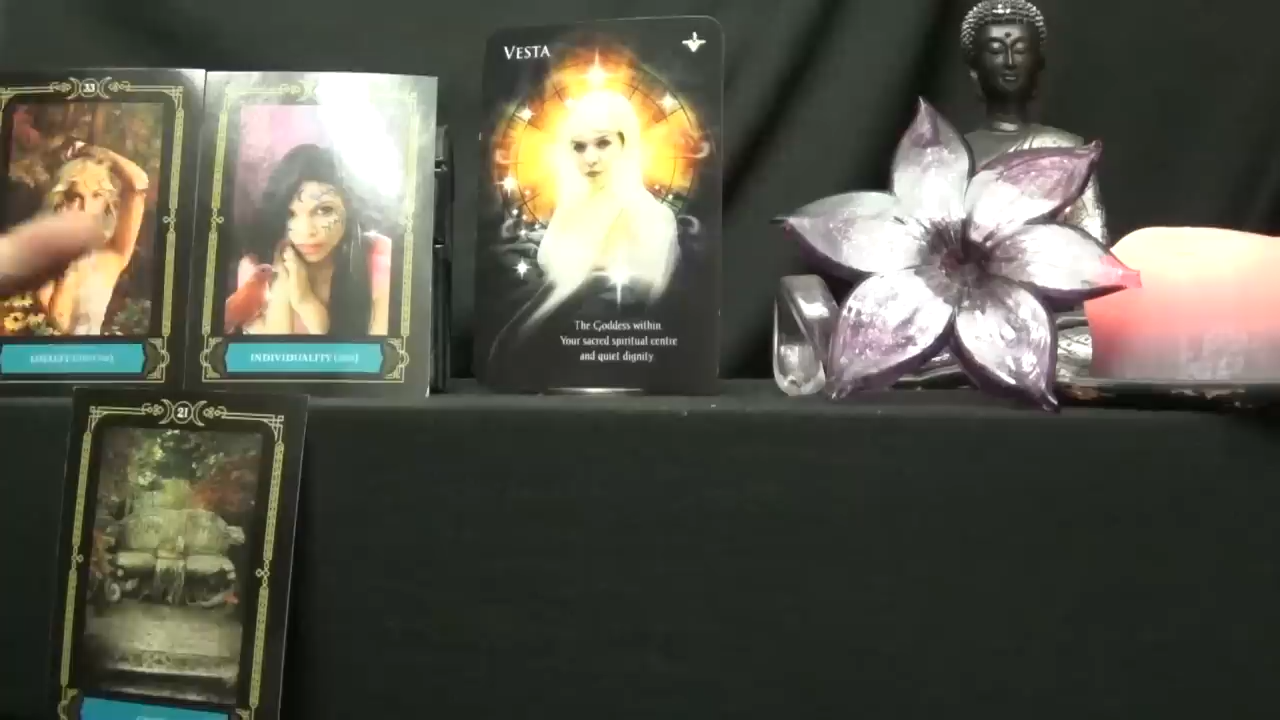 33
INDIVIDUALITY
VESTA
The Goddess within
Your sacred spiritual centre
and quiet dignity
21